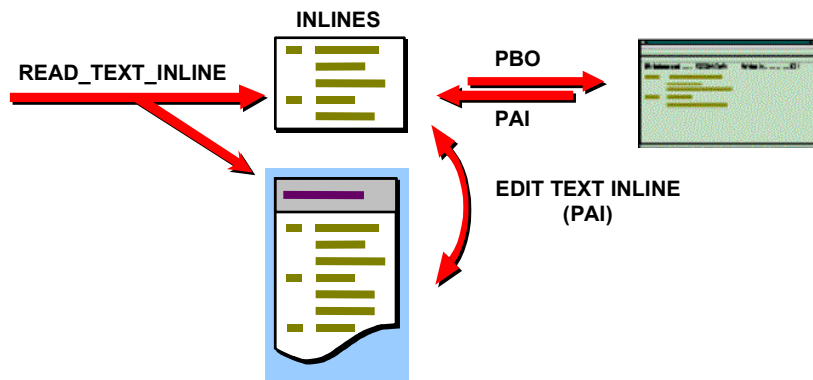 INLINES
READ_TEXT_INLINE
PBO
PAI
EDIT TEXT INLINE
(PAI)